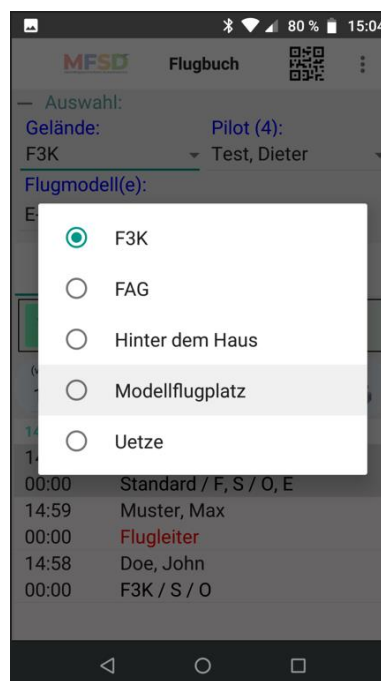 80 % 15:04
MFSD Flugbuch
— Auswahl:
Gelände: Pilot (4):
F3K Test, Dieter
Flugmodell(e):
E-
F3K
FAG
Hinter dem Haus
Modellflugplatz
Uetze
00:00 Standard / F, S / O, E
14:59 Muster, Max
00:00 Flugleiter
14:58 Doe, John
00:00 F3K / S / O